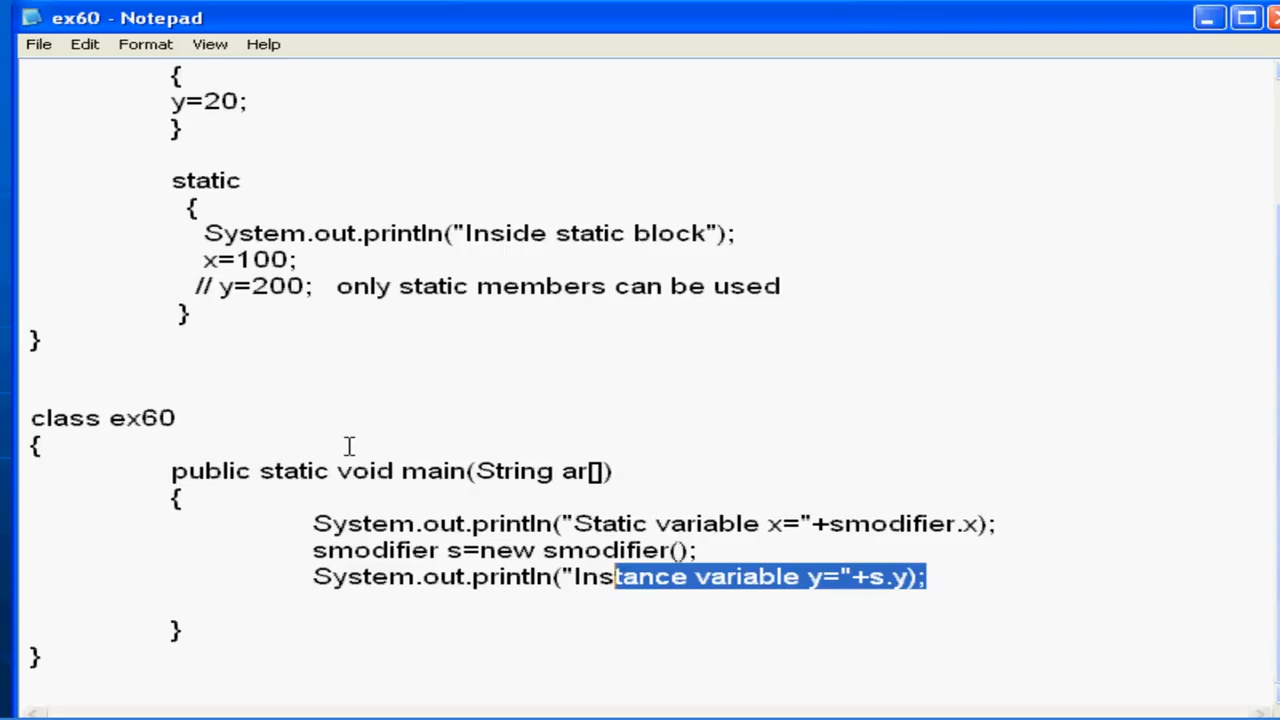 ex60 - Notepad
File Edit Format View Help
{
y=20;
}
static
{
System.out.println("Inside static block");
x=100;
// y=200; only static members can be used
}
}
class ex60
{
public static void main(String ar[])
{
System.out.println("Static variable x="+smodifier.x);
smodifier s=new smodifier();
System.out.println("Instance variable y="+s.y);
}
}